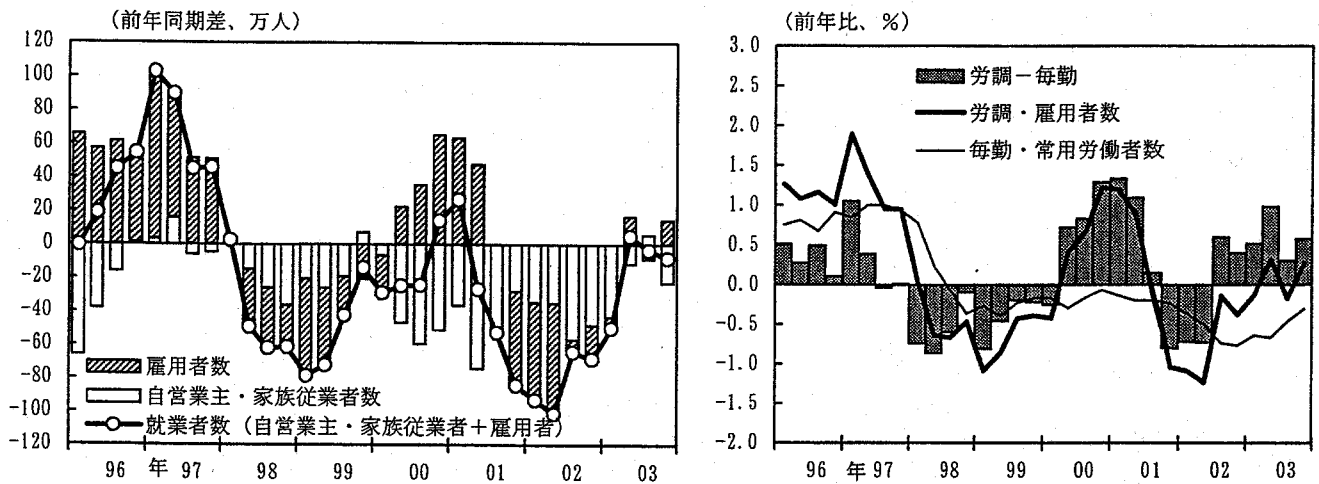 (前年同期差、万人)
120
100
80
60
40
20
0
-20
-40
-60
-80
-100
-120
雇用者数
自営業主・家族従業者数
就業者数（自営業主・家族従業者＋雇用者）
96 年 97 98 99 00 01 02 03
(前年比、%)
3.0
2.5
2.0
1.5
1.0
0.5
0.0
-0.5
-1.0
-1.5
-2.0
労調－毎勤
労調・雇用者数
毎勤・常用労働者数
96 年 97 98 99 00 01 02 03